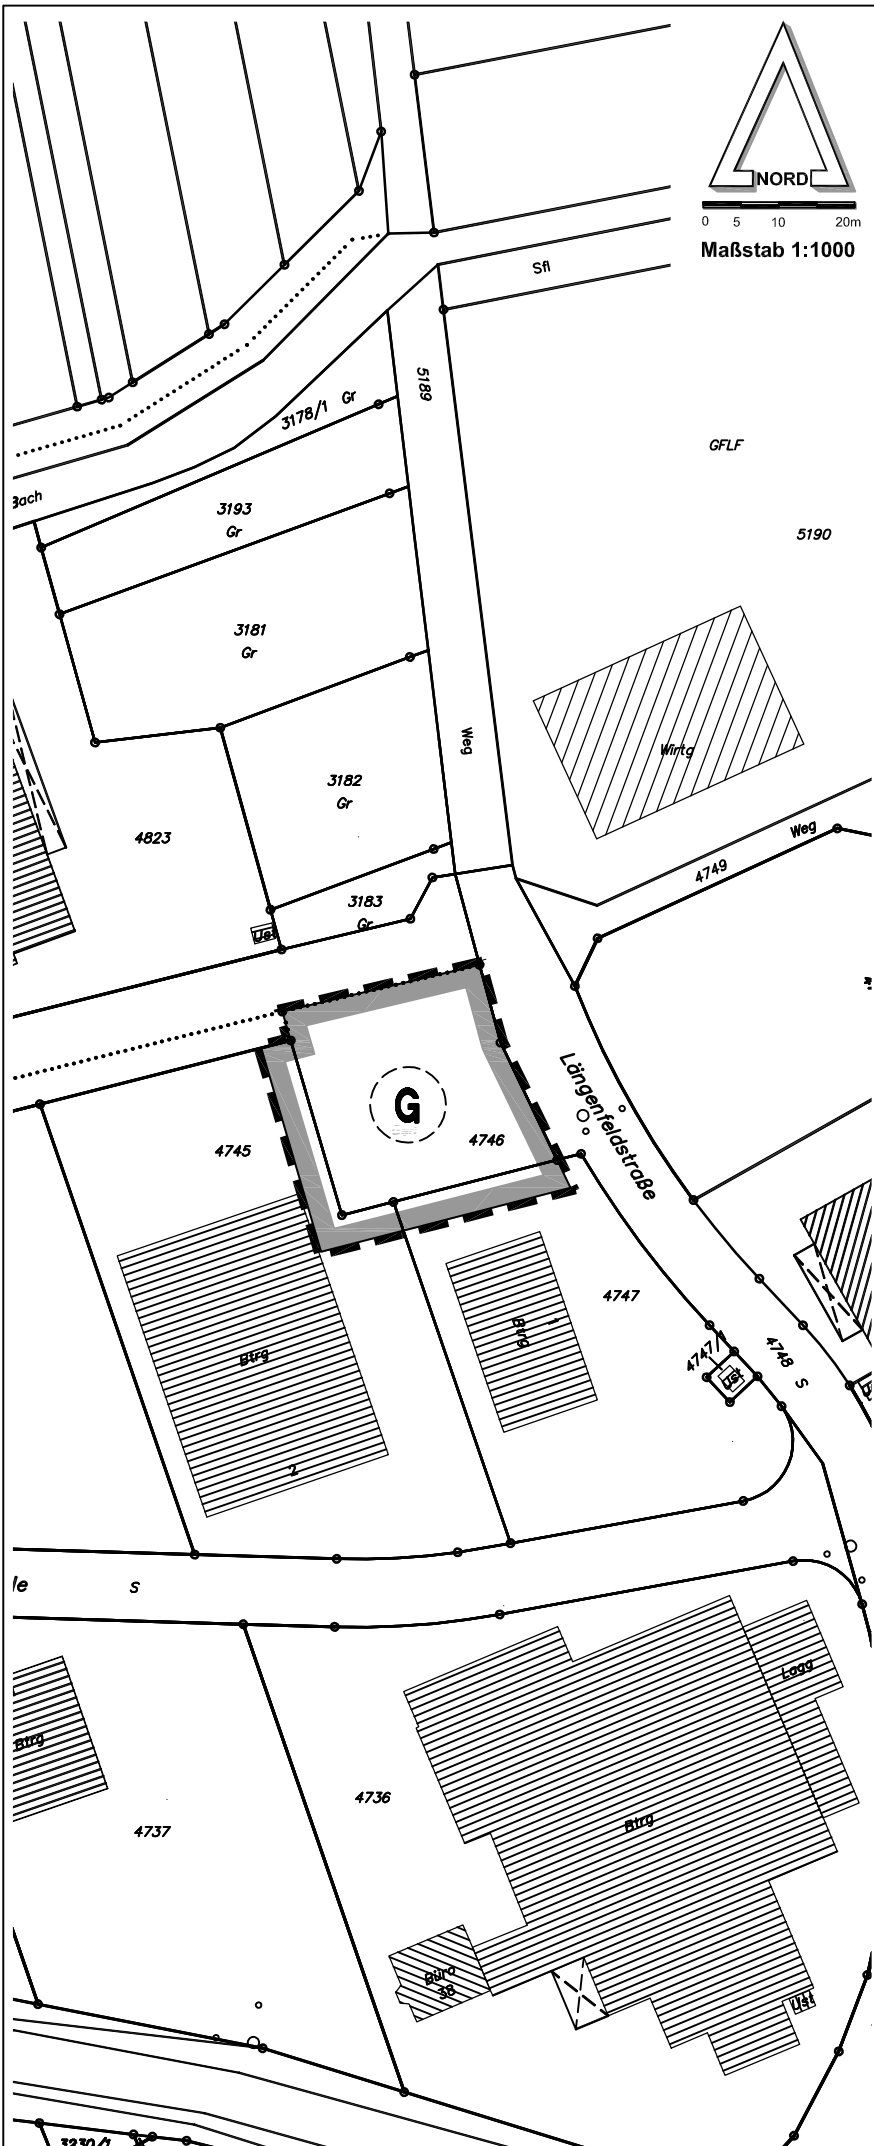 NORD
0 5 10 20m
Maßstab 1:1000
Sfl
5189
3178/1 Gr
GFLF
Bach
3193
Gr
5190
3181
Gr
Weg
Wirtg
3182
Gr
4823
Weg
4749
3183
Gr
Ust
Längenfeldstraße
G
4745
4746
4747
1
Btrg
4747/1
Ust
4748 S
Btrg
2
le s
Lagg
Btrg
4736
Btrg
4737
Büro
38
Ust
3230/1